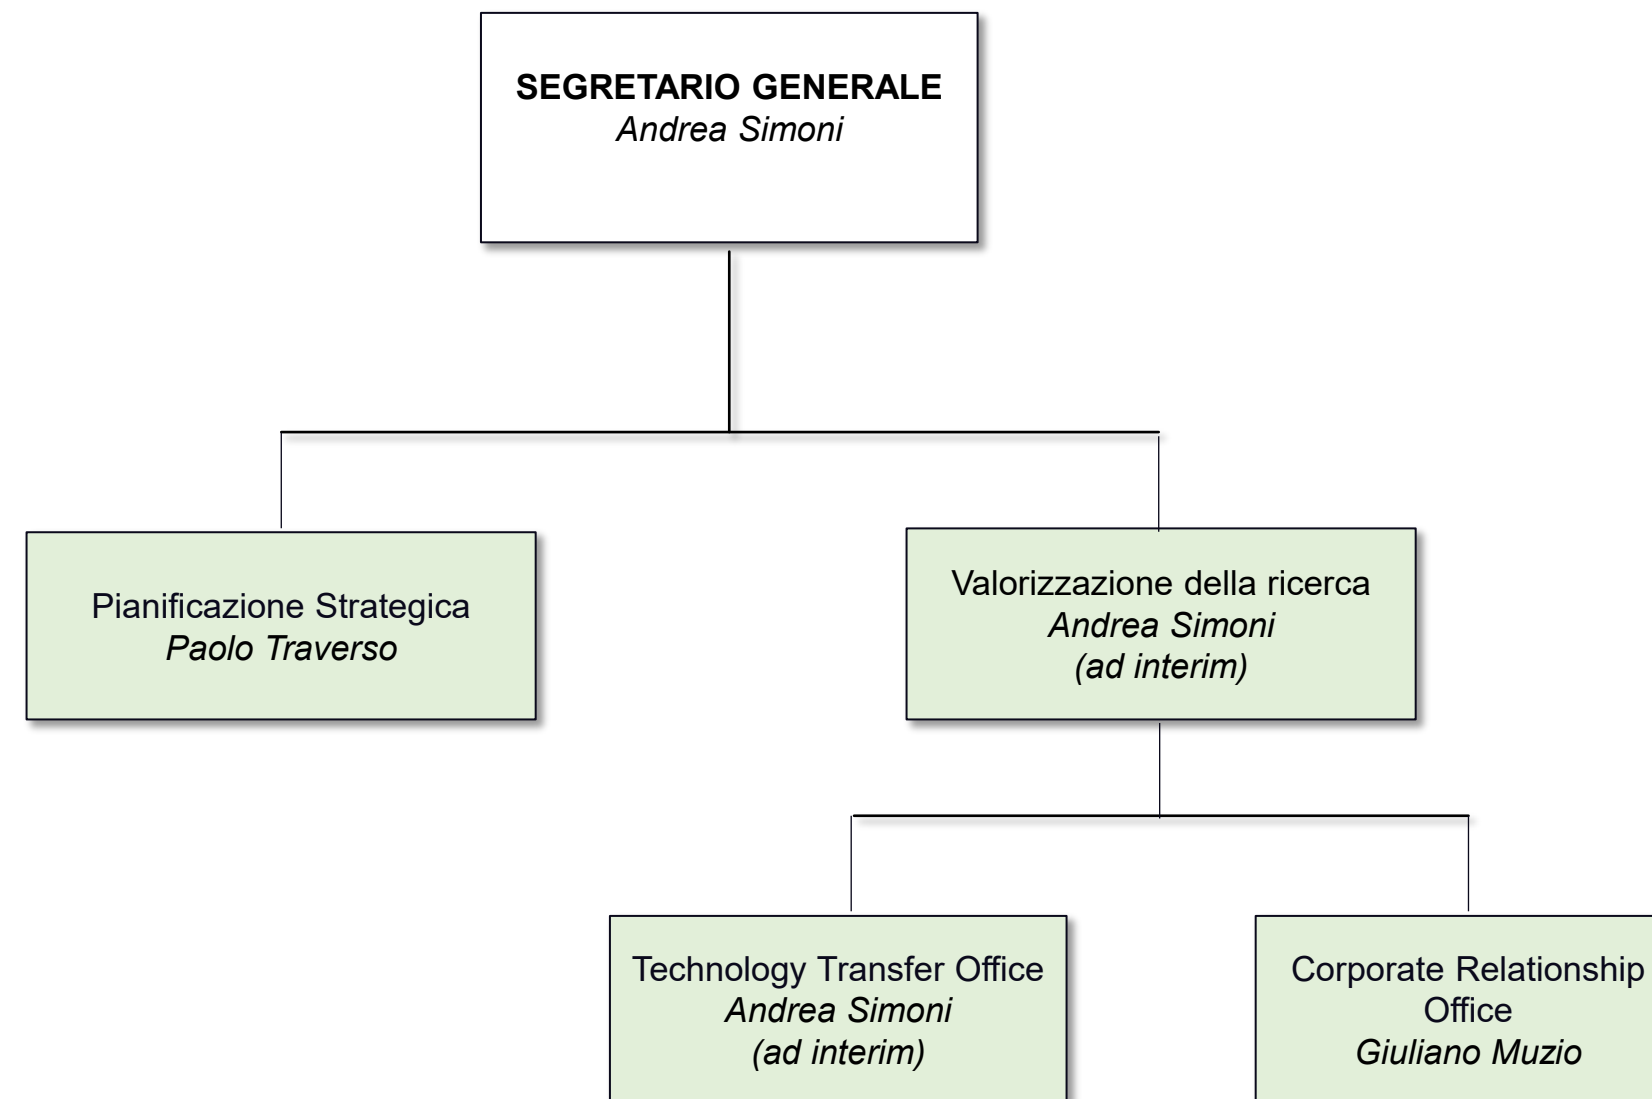 SEGRETARIO GENERALE
Andrea Simoni
Pianificazione Strategica
Paolo Traverso
Valorizzazione della ricerca
Andrea Simoni
(ad interim)
Technology Transfer Office
Andrea Simoni
(ad interim)
Corporate Relationship
Office
Giuliano Muzio